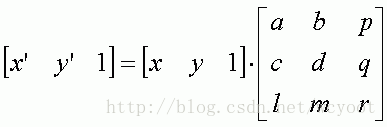 [x' y' 1] = [x y 1] · [a b p
c d q
l m r]
http://blog.csdn.net/